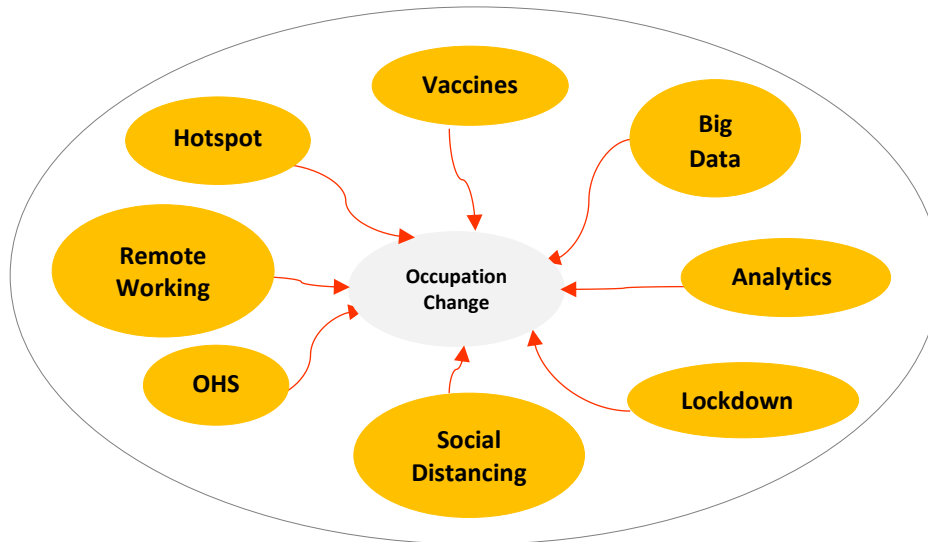 Vaccines
Hotspot
Big
Data
Remote
Working
Occupation
Change
Analytics
OHS
Lockdown
Social
Distancing